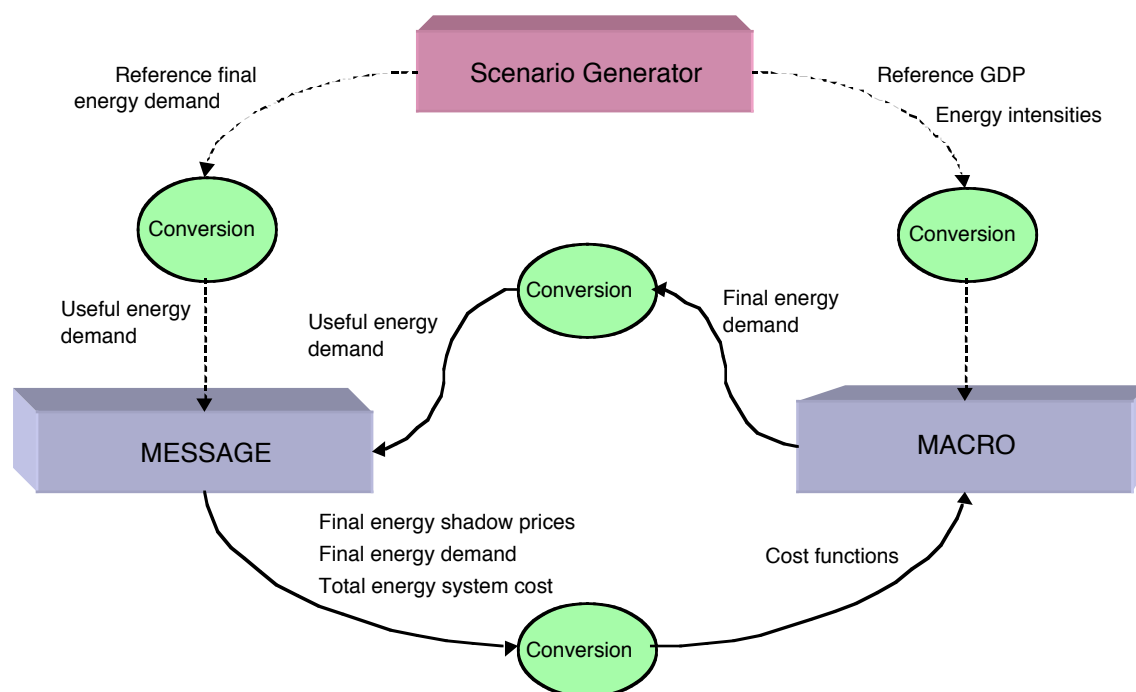 Scenario Generator
Reference final
energy demand
Reference GDP
Energy intensities
Conversion
Conversion
Conversion
Useful energy
demand
Useful energy
demand
Final energy
demand
MESSAGE
MACRO
Final energy shadow prices
Final energy demand
Total energy system cost
Cost functions
Conversion